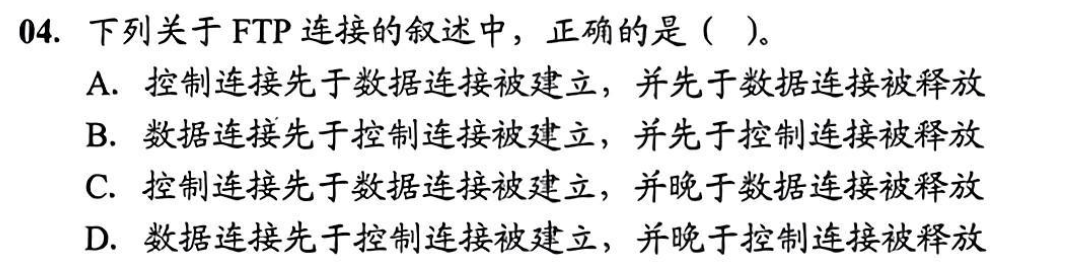 04. 下列关于 FTP 连接的叙述中，正确的是（ ）。
A. 控制连接先于数据连接被建立，并先于数据连接被释放
B. 数据连接先于控制连接被建立，并先于控制连接被释放
C. 控制连接先于数据连接被建立，并晚于数据连接被释放
D. 数据连接先于控制连接被建立，并晚于控制连接被释放